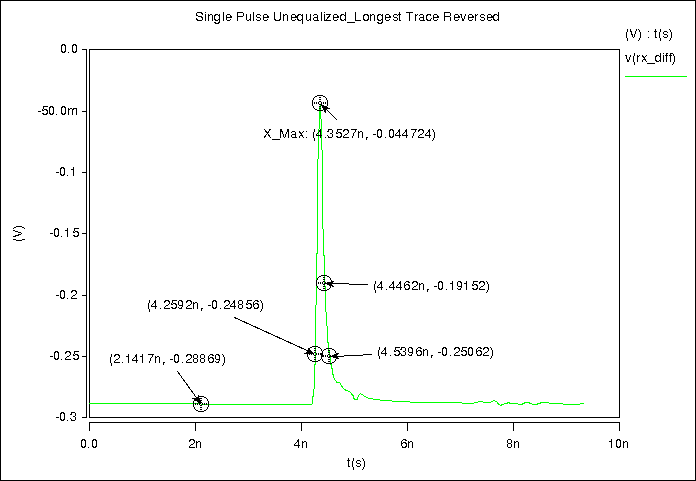 Single Pulse Unequalized_Longest Trace Reversed
(V) : t(s)
v(rx_diff)
0.0
-50.0m
-0.1
-0.15
-0.2
-0.25
-0.3
(V)
X_Max: (4.3527n, -0.044724)
(4.4462n, -0.19152)
(4.2592n, -0.24856)
(4.5396n, -0.25062)
(2.1417n, -0.28869)
0.0 2n 4n 6n 8n 10n
t(s)